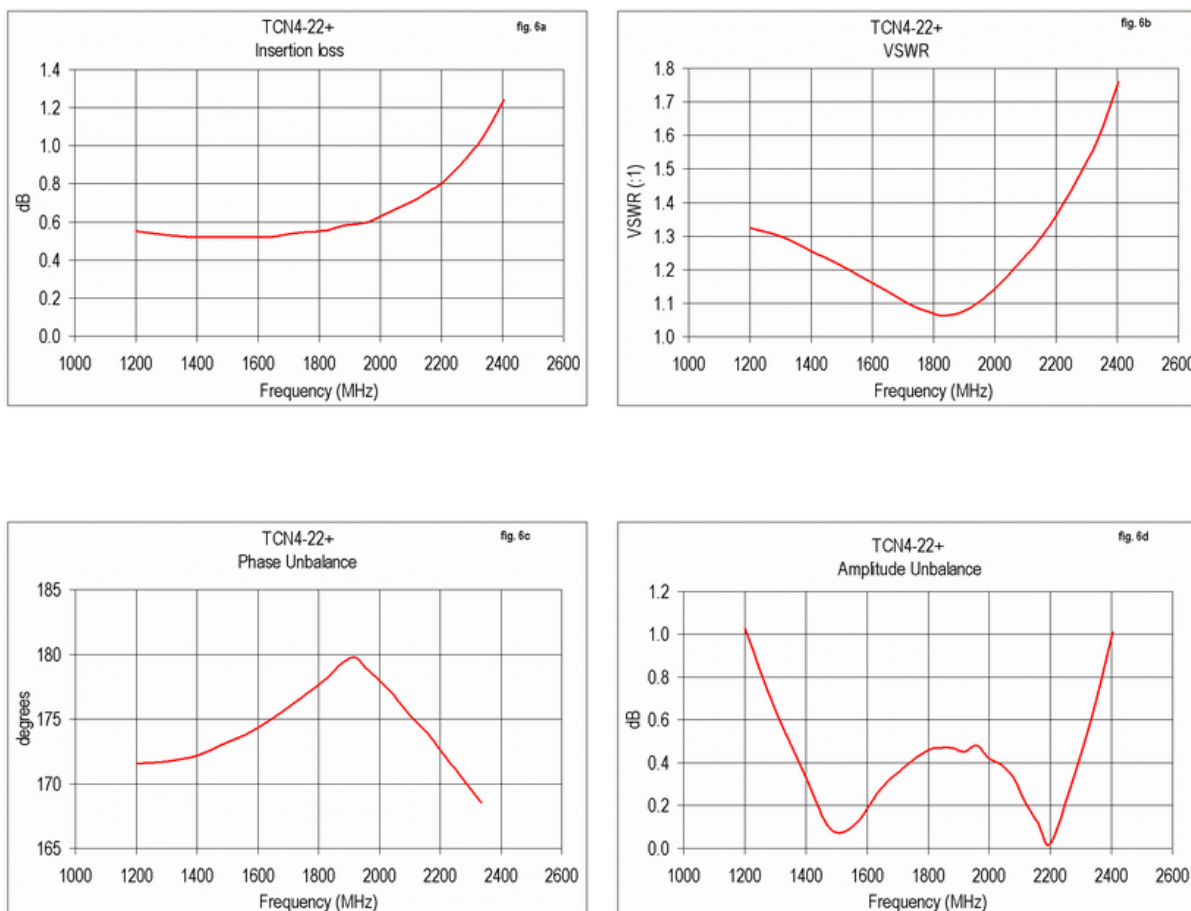 TCN4-22+
fig. 6a
Insertion loss
1.4
1.2
1.0
0.8
0.6
0.4
0.2
0.0
dB
1000 1200 1400 1600 1800 2000 2200 2400 2600
Frequency (MHz)
TCN4-22+
fig. 6b
VSWR
1.8
1.7
1.6
1.5
1.4
1.3
1.2
1.1
1.0
VSWR (:1)
1000 1200 1400 1600 1800 2000 2200 2400 2600
Frequency (MHz)
TCN4-22+
fig. 6c
Phase Unbalance
185
180
175
170
165
degrees
1000 1200 1400 1600 1800 2000 2200 2400 2600
Frequency (MHz)
TCN4-22+
fig. 6d
Amplitude Unbalance
1.2
1.0
0.8
0.6
0.4
0.2
0.0
dB
1000 1200 1400 1600 1800 2000 2200 2400 2600
Frequency (MHz)